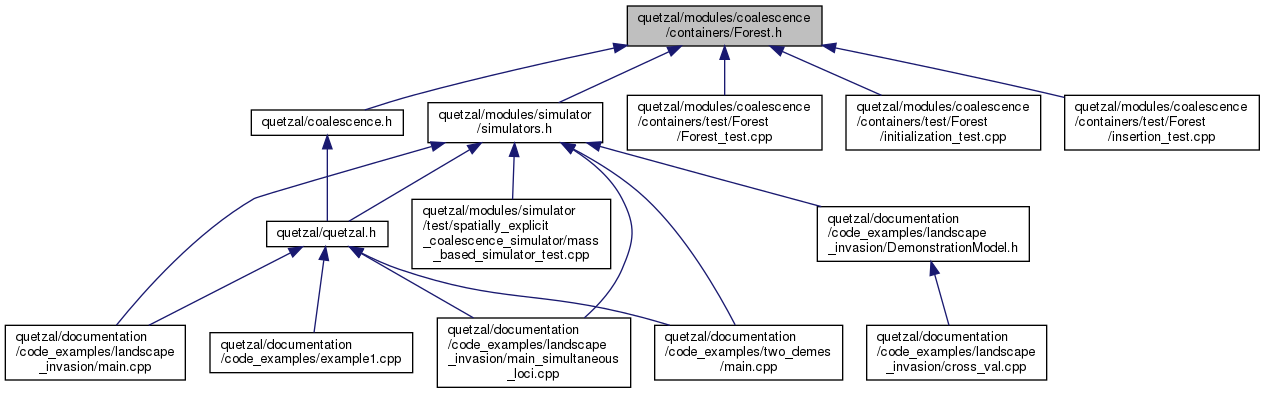 quetzal/modules/coalescence
/containers/Forest.h
quetzal/coalescence.h
quetzal/modules/simulator
/simulators.h
quetzal/modules/coalescence
/containers/test/Forest
/Forest_test.cpp
quetzal/modules/coalescence
/containers/test/Forest
/initialization_test.cpp
quetzal/modules/coalescence
/containers/test/Forest
/insertion_test.cpp
quetzal/quetzal.h
quetzal/modules/simulator
/test/spatially_explicit
_coalescence_simulator/mass
_based_simulator_test.cpp
quetzal/documentation
/code_examples/landscape
_invasion/DemonstrationModel.h
quetzal/documentation
/code_examples/landscape
_invasion/main.cpp
quetzal/documentation
/code_examples/example1.cpp
quetzal/documentation
/code_examples/landscape
_invasion/main_simultaneous
_loci.cpp
quetzal/documentation
/code_examples/two_demes
/main.cpp
quetzal/documentation
/code_examples/landscape
_invasion/cross_val.cpp